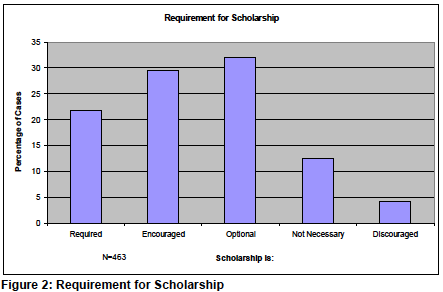 Requirement for Scholarship
35
30
25
20
15
10
5
0
Percentage of Cases
Required Encouraged Optional Not Necessary Discouraged
N=463 Scholarship is:
Figure 2: Requirement for Scholarship